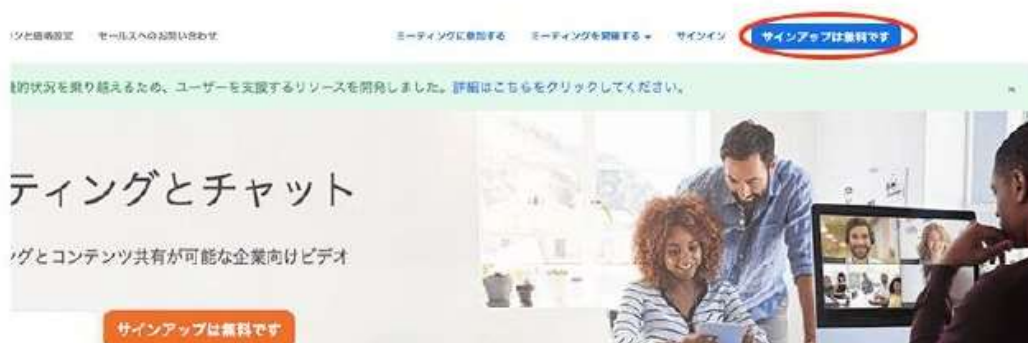 ンと価格設定 セールスへのお問い合わせ ミーティングに参加する ミーティングを開催する サインイン サインアップは無料です
的状況を乗り越えるため、ユーザーを支援するリソースを開発しました。詳細はこちらをクリックしてください。
ティングとチャット
ングとコンテンツ共有が可能な企業向けビデオ
サインアップは無料です